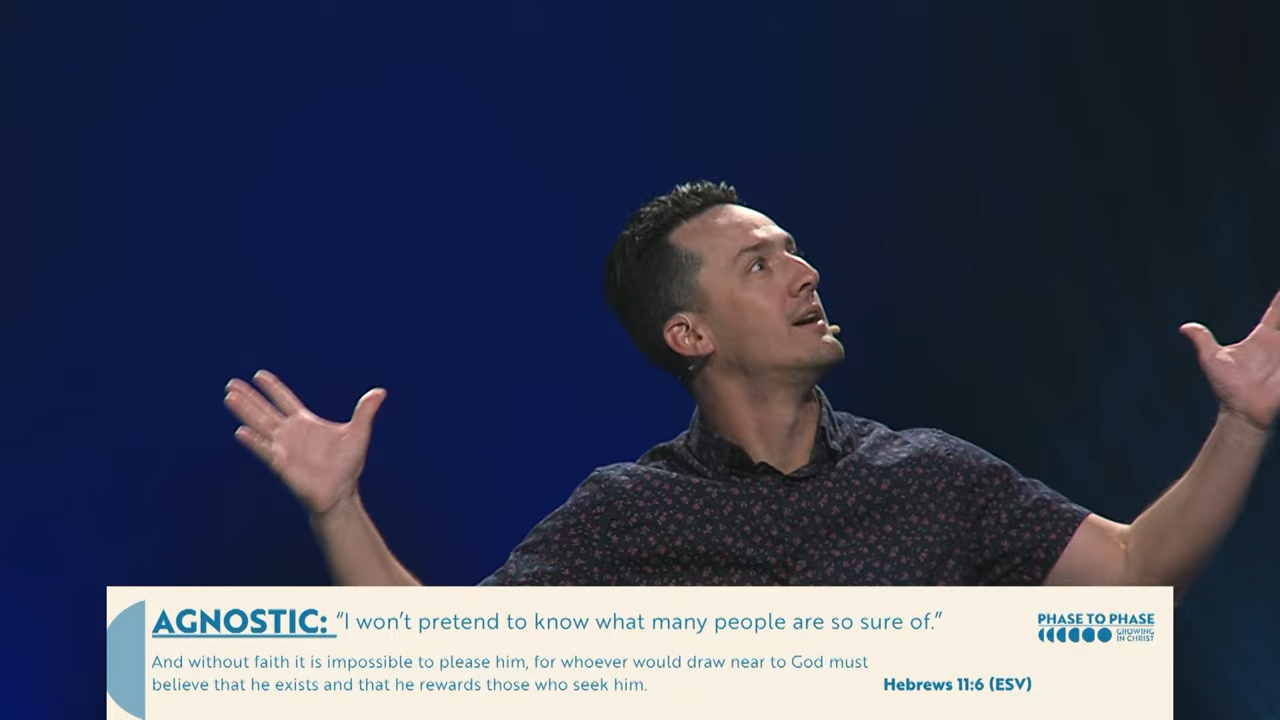 AGNOSTIC: “I won’t pretend to know what many people are so sure of.”
PHASE TO PHASE
GROWING
IN CHRIST
And without faith it is impossible to please him, for whoever would draw near to God must
believe that he exists and that he rewards those who seek him.
Hebrews 11:6 (ESV)